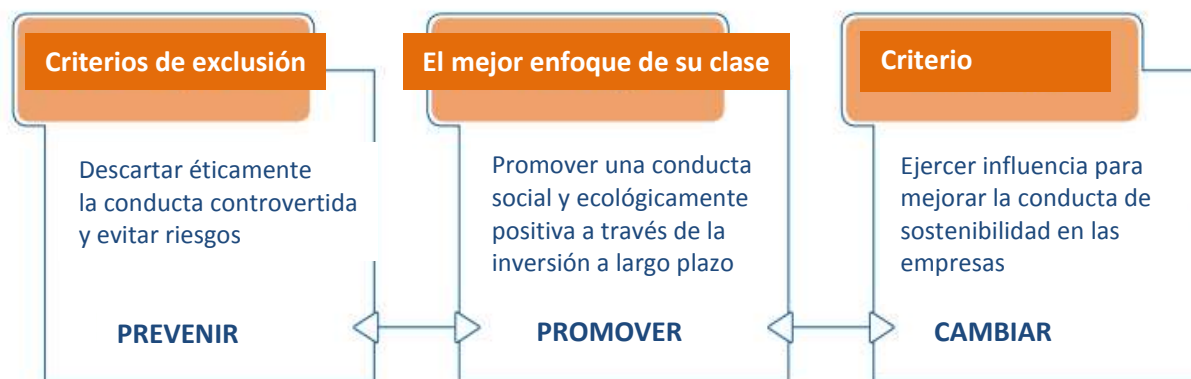 Criterios de exclusión
Descartar éticamente
la conducta controvertida
y evitar riesgos
PREVENIR
El mejor enfoque de su clase
Promover una conducta
social y ecológicamente
positiva a través de la
inversión a largo plazo
PROMOVER
Criterio
Ejercer influencia para
mejorar la conducta de
sostenibilidad en las
empresas
CAMBIAR